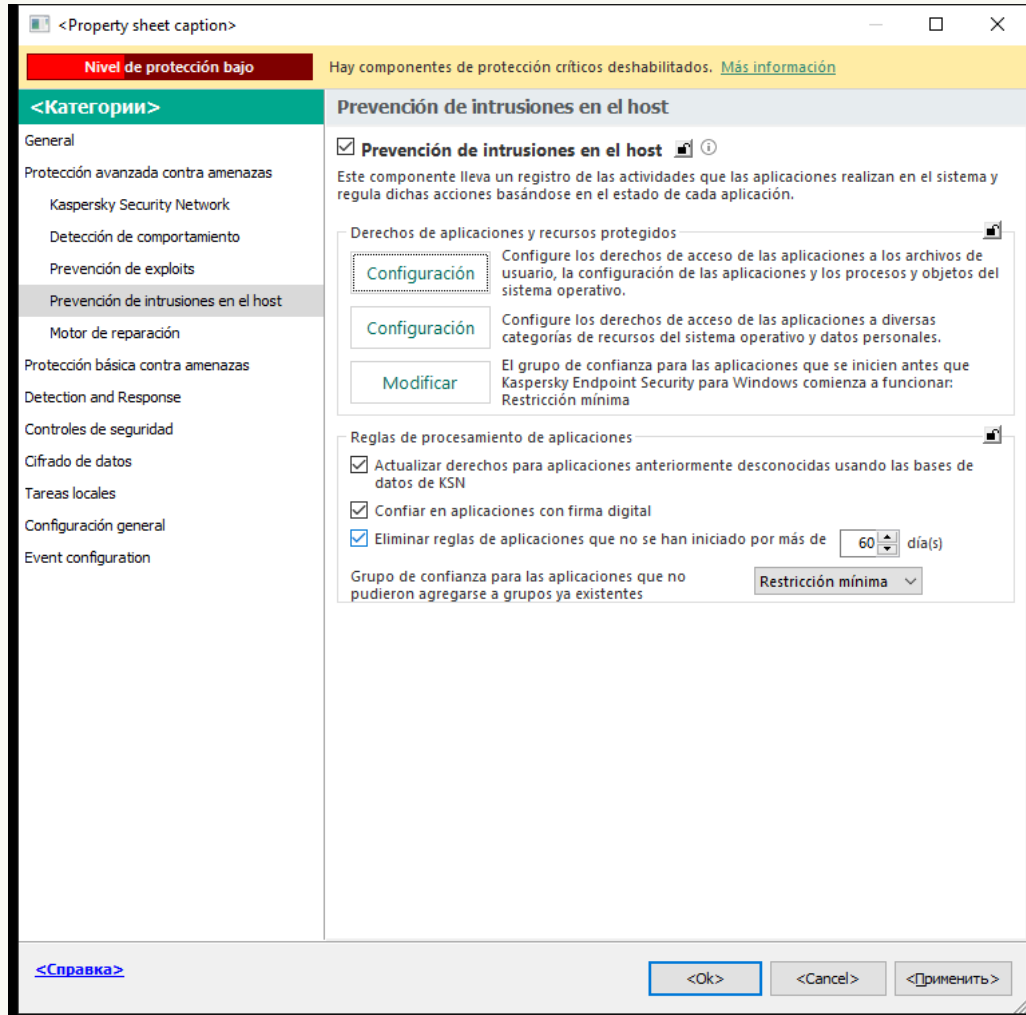 <Property sheet caption>
Nivel de protección bajo
Hay componentes de protección críticos deshabilitados. Más información
<Категории>
General
Protección avanzada contra amenazas
Kaspersky Security Network
Detección de comportamiento
Prevención de exploits
Prevención de intrusiones en el host
Motor de reparación
Protección básica contra amenazas
Detection and Response
Controles de seguridad
Cifrado de datos
Tareas locales
Configuración general
Event configuration
Prevención de intrusiones en el host
Prevención de intrusiones en el host
Este componente lleva un registro de las actividades que las aplicaciones realizan en el sistema y
regula dichas acciones basándose en el estado de cada aplicación.
Derechos de aplicaciones y recursos protegidos
Configuración
Configure los derechos de acceso de las aplicaciones a los archivos de
usuario, la configuración de las aplicaciones y los procesos y objetos del
sistema operativo.
Configuración
Configure los derechos de acceso de las aplicaciones a diversas
categorías de recursos del sistema operativo y datos personales.
Modificar
El grupo de confianza para las aplicaciones que se inicien antes que
Kaspersky Endpoint Security para Windows comienza a funcionar:
Restricción mínima
Reglas de procesamiento de aplicaciones
Actualizar derechos para aplicaciones anteriormente desconocidas usando las bases de
datos de KSN
Confiar en aplicaciones con firma digital
Eliminar reglas de aplicaciones que no se han iniciado por más de 60 día(s)
Grupo de confianza para las aplicaciones que no
pudieron agregarse a grupos ya existentes
Restricción mínima
<Справка>
<Ok>
<Cancel>
<Применить>